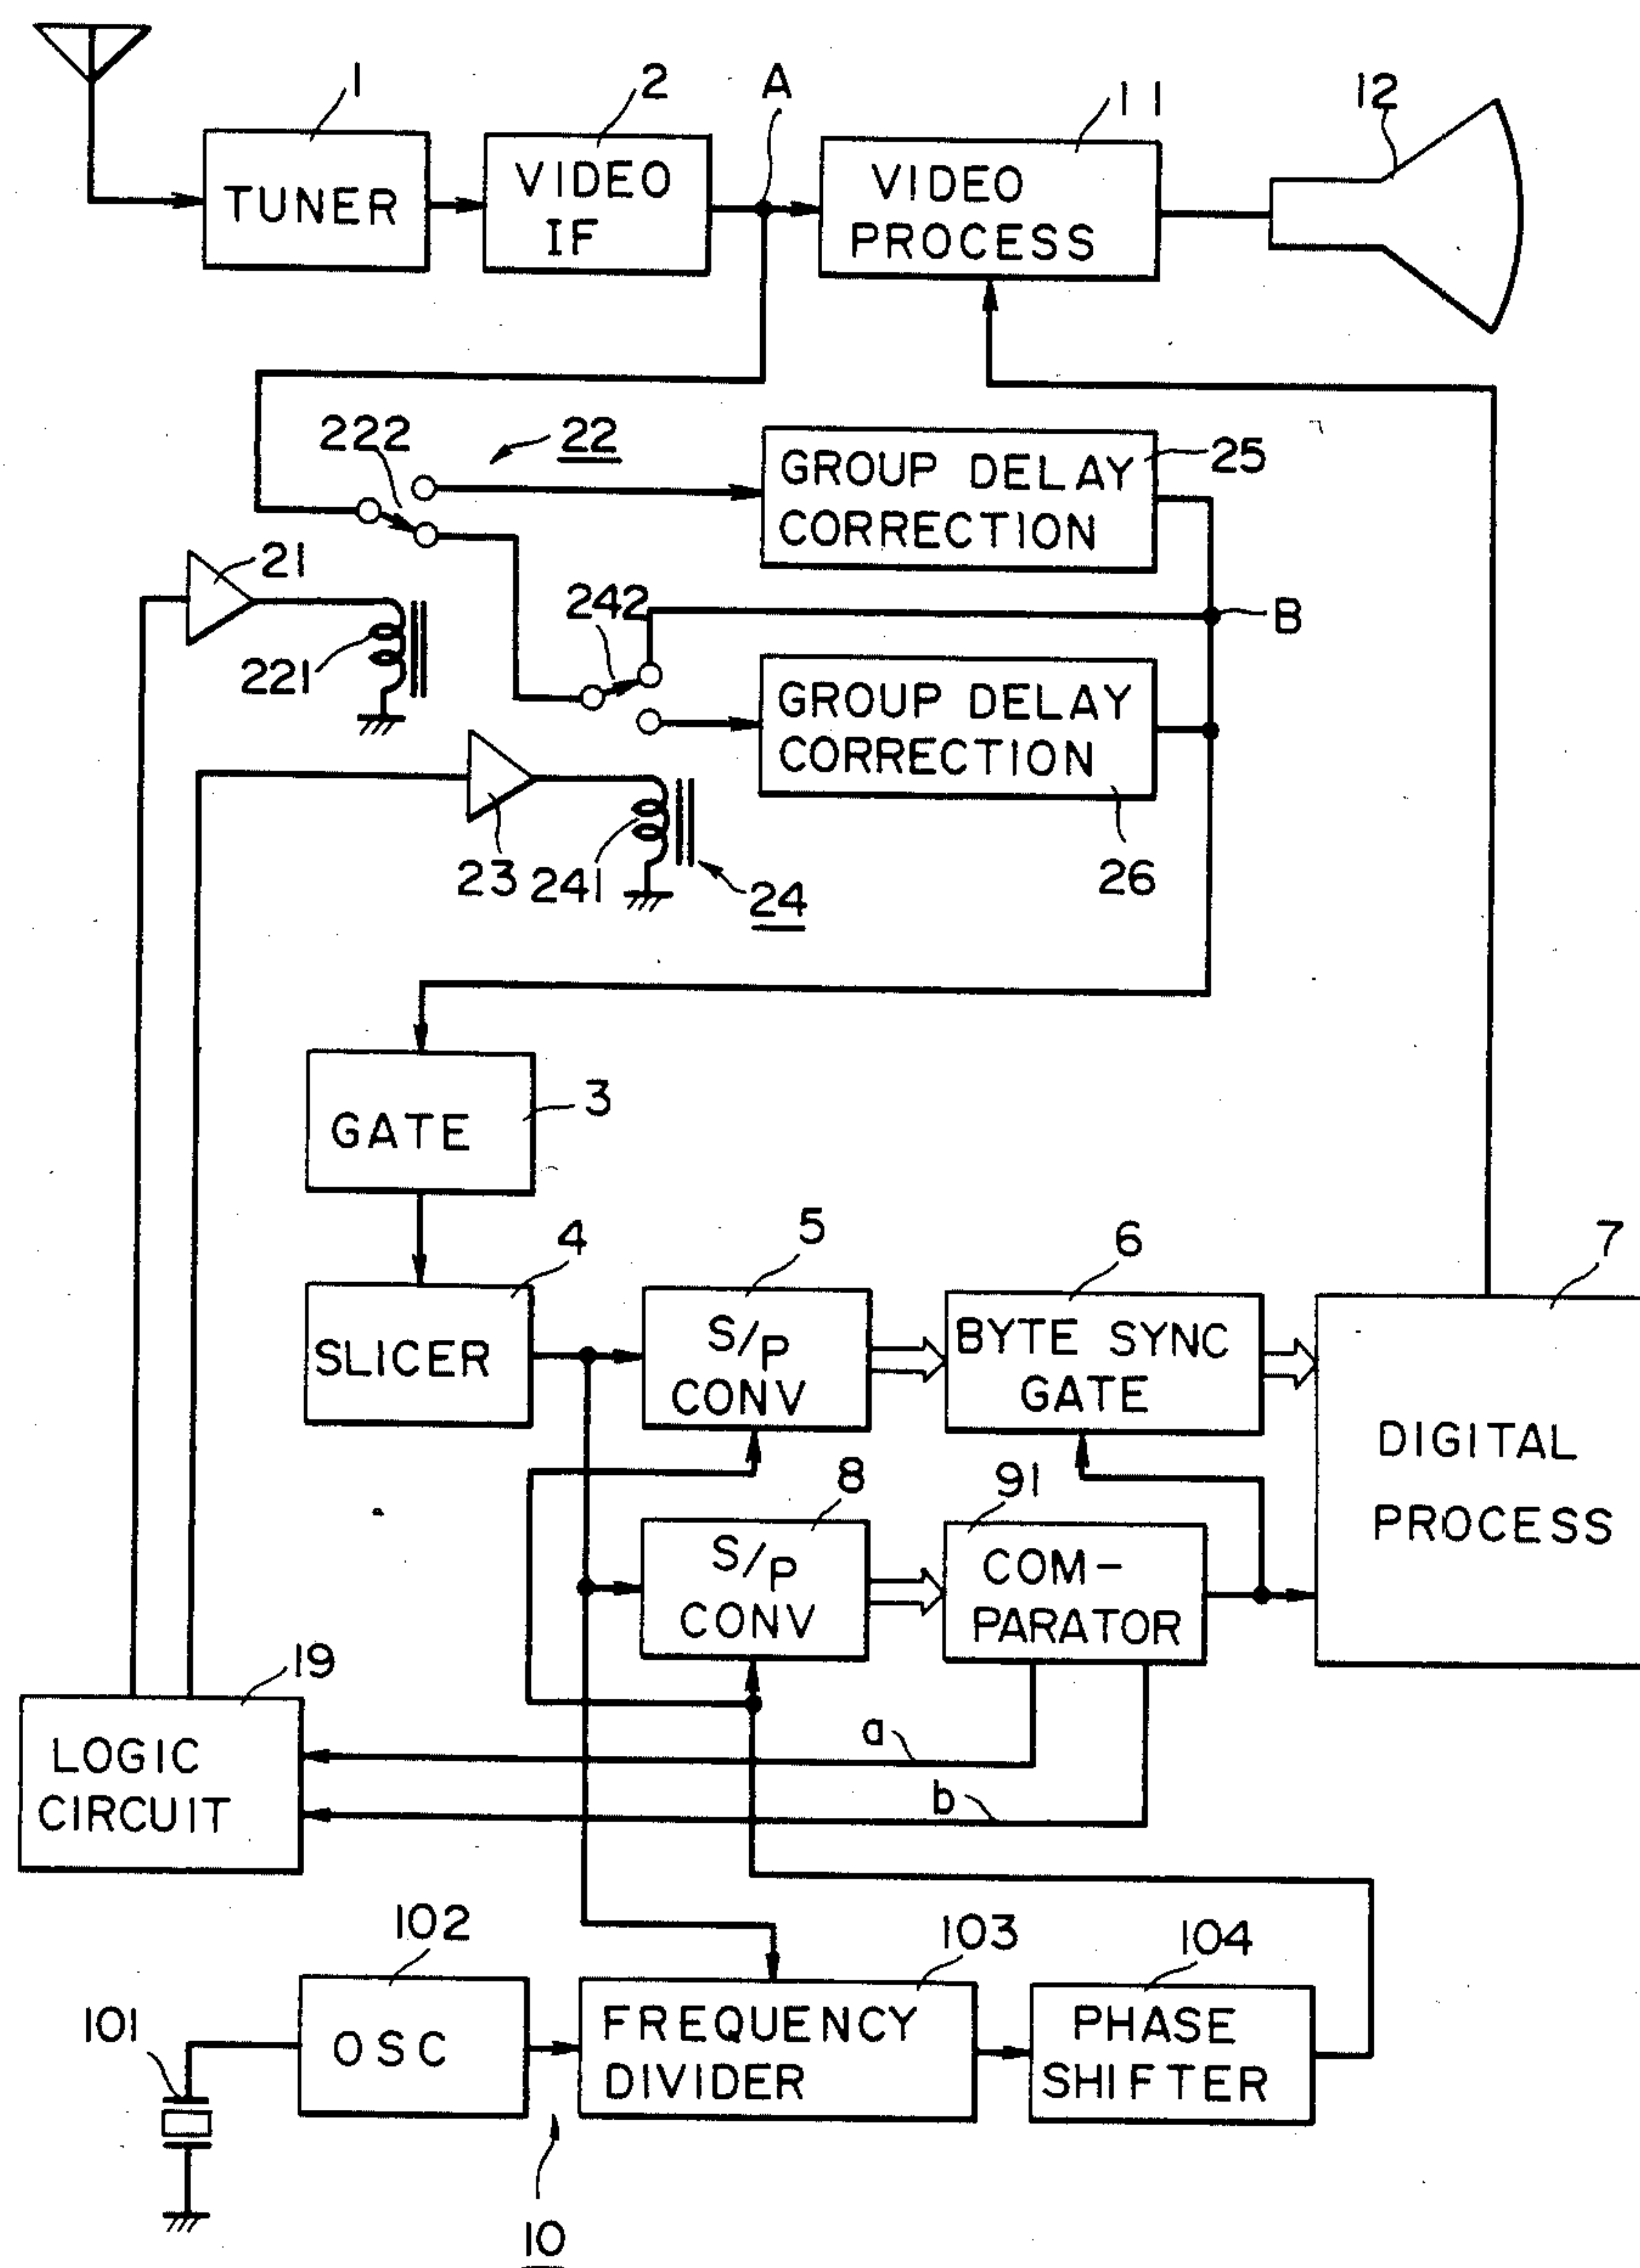 1
2
A
11
12
TUNER
VIDEO
IF
VIDEO
PROCESS
222
22
GROUP DELAY
CORRECTION
25
21
221
242
B
GROUP DELAY
CORRECTION
23
241
24
26
GATE
3
4
5
6
7
SLICER
S/P
CONV
BYTE SYNC
GATE
DIGITAL
PROCESS
8
91
S/P
CONV
COM-
PARATOR
19
LOGIC
CIRCUIT
a
b
102
103
104
101
OSC
FREQUENCY
DIVIDER
PHASE
SHIFTER
10